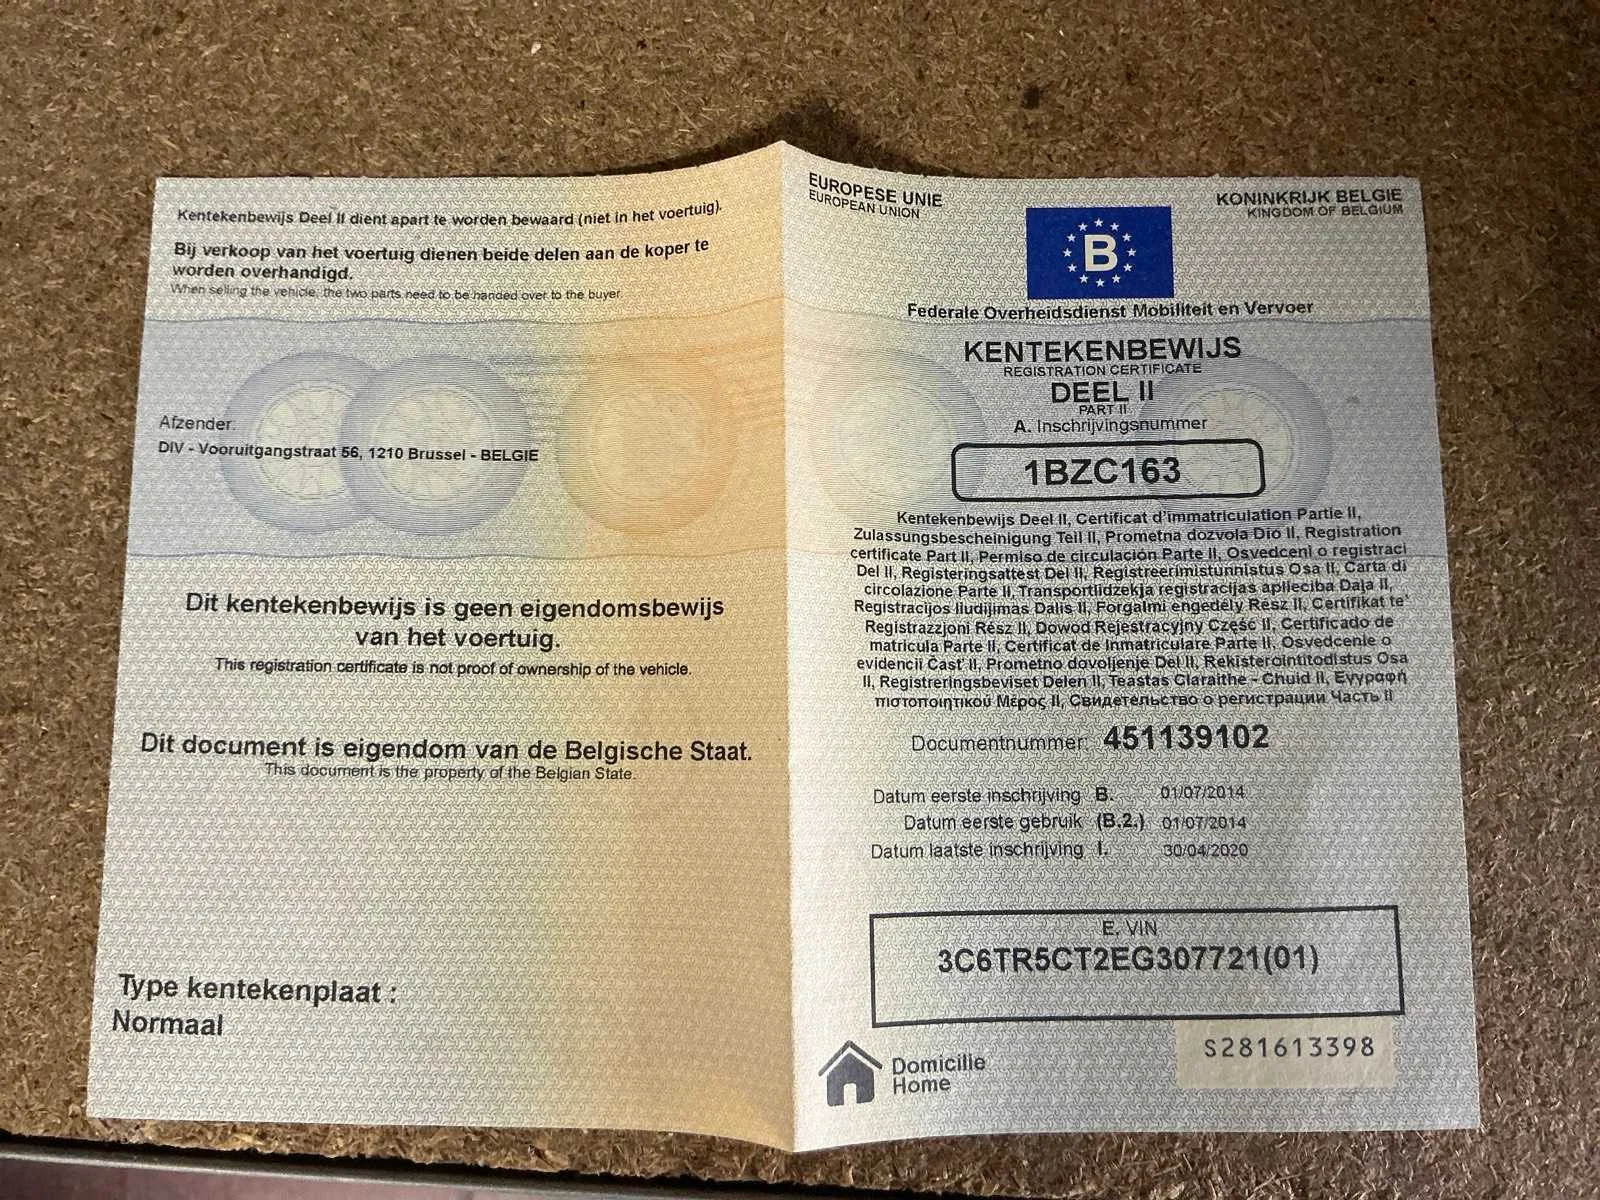 Kentekenbewijs Deel II dient apart te worden bewaard (niet in het voertuig).
Bij verkoop van het voertuig dienen beide delen aan de koper te
worden overhandigd.
When selling the vehicle, the two parts need to be handed over to the buyer
Afzender:
DIV - Vooruitgangstraat 56, 1210 Brussel - BELGIE
Dit kentekenbewijs is geen eigendomsbewijs
van het voertuig.
This registration certificate is not proof of ownership of the vehicle.
Dit document is eigendom van de Belgische Staat.
This document is the property of the Belgian State.
Type kentekenplaat :
Normaal
EUROPESE UNIE
EUROPEAN UNION
KONINKRIJK BELGIE
KINGDOM OF BELGIUM
B
Federale Overheidsdienst Mobiliteit en Vervoer
KENTEKENBEWIJS
REGISTRATION CERTIFICATE
DEEL II
PART II
A. Inschrijvingsnummer
1BZC163
Kentekenbewijs Deel II, Certificat d'immatriculation Partie II,
Zulassungsbescheinigung Teil II, Prometna dozvola Dio II, Registration
certificate Part II, Permiso de circulación Parte II, Osvedceni o registraci
Del II, Registeringsattest Del II, Registreerimistunnistus Osa II, Carta di
circolazione Parte II, Transportlidzekja registracijas aplieciba Daļa II,
Registracijos liudijimas Dalis II, Forgalmi engedély Rész II, Certifikat te'
Registrazzjoni Rész II, Dowod Rejestracyjny Część II, Certificado de
matricula Parte II, Certificat de Inmatriculare Parte II, Osvedcenie o
evidencii Čast' II, Prometno dovoljenje Del II, Rekisterointitodistus Osa
II, Registreringsbeviset Delen II, Teastas Claraithe - Chuid II, Εγγραφή
πιστοποιητικού Μέρος II, Свидетельство о регистрации Часть II
Documentnummer: 451139102
Datum eerste inschrijving B. 01/07/2014
Datum eerste gebruik (B.2.) 01/07/2014
Datum laatste inschrijving I. 30/04/2020
E. VIN
3C6TR5CT2EG307721(01)
S281613398
Domicilie
Home